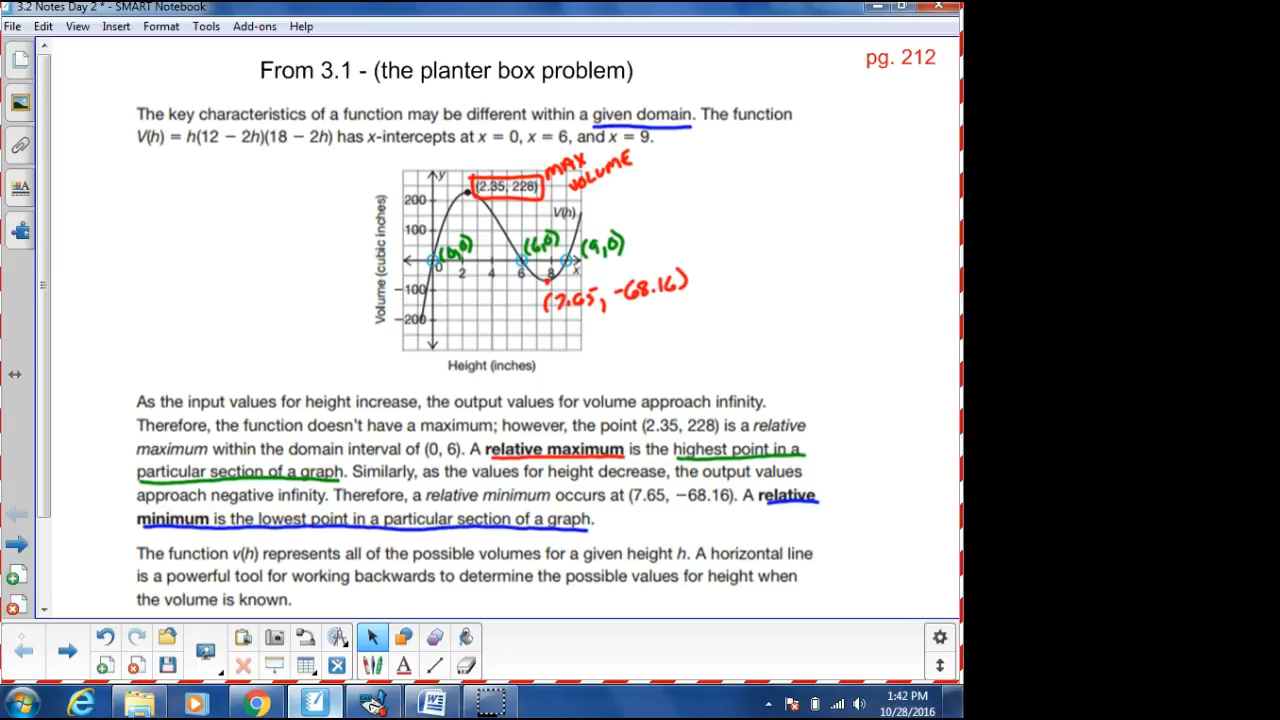 3.2 Notes Day 2 * - SMART Notebook
File Edit View Insert Format Tools Add-ons Help
pg. 212
From 3.1 - (the planter box problem)
The key characteristics of a function may be different within a given domain. The function
V(h) = h(12 − 2h)(18 − 2h) has x-intercepts at x = 0, x = 6, and x = 9.
MAX
VOLUME
y
(2.35, 228)
200
V(h)
100
(0,0)
(6,0)
(9,0)
0 2 4 6 8 x
−100
(7.65, -68.16)
−200
Volume (cubic inches)
Height (inches)
As the input values for height increase, the output values for volume approach infinity.
Therefore, the function doesn't have a maximum; however, the point (2.35, 228) is a relative
maximum within the domain interval of (0, 6). A relative maximum is the highest point in a
particular section of a graph. Similarly, as the values for height decrease, the output values
approach negative infinity. Therefore, a relative minimum occurs at (7.65, −68.16). A relative
minimum is the lowest point in a particular section of a graph.
The function v(h) represents all of the possible volumes for a given height h. A horizontal line
is a powerful tool for working backwards to determine the possible values for height when
the volume is known.
1:42 PM
10/28/2016